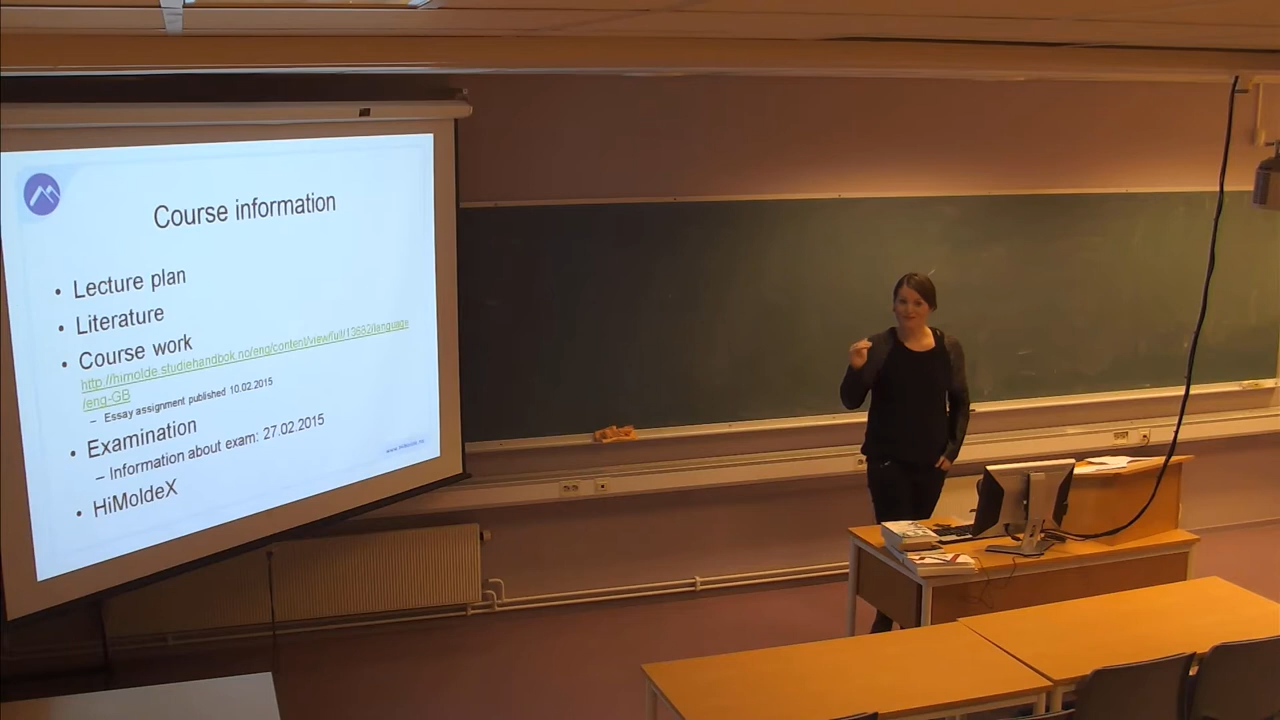 Course information
• Lecture plan
• Literature
• Course work
http://himolde.studiehandbok.no/eng/content/view/full/13682/language
/eng-GB
– Essay assignment published 10.02.2015
• Examination
– Information about exam: 27.02.2015
• HiMoldeX